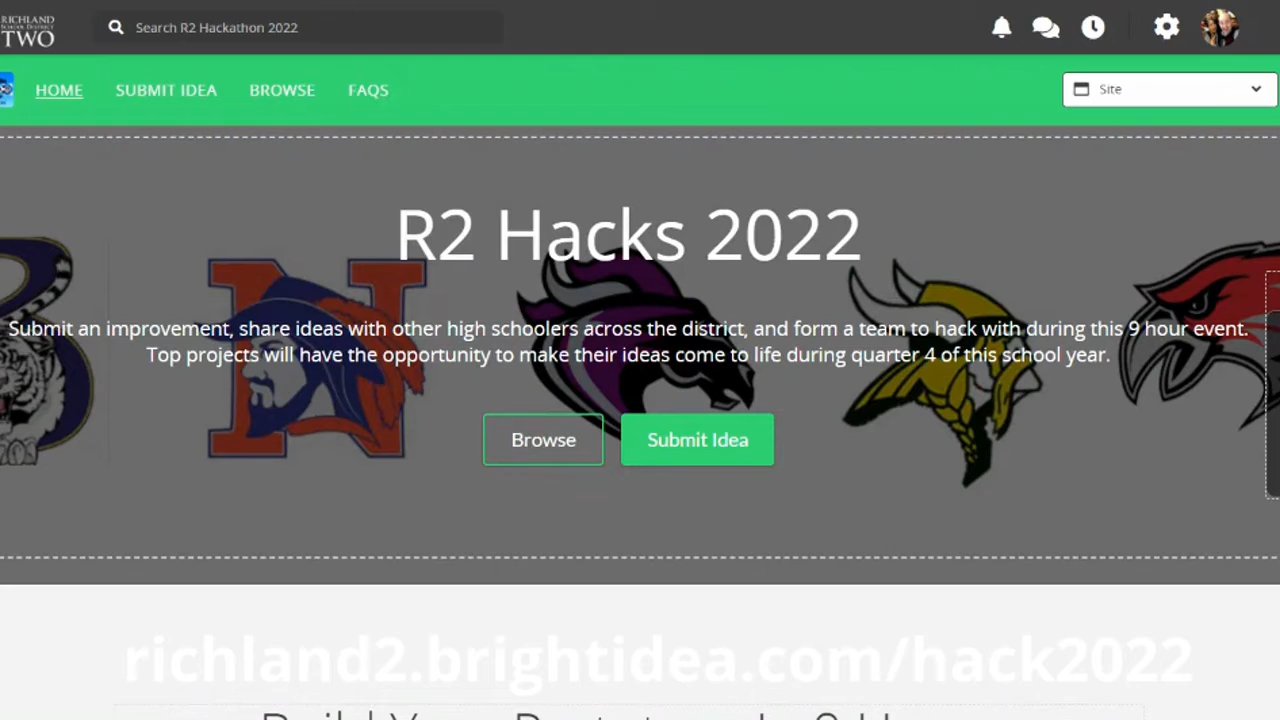 RICHLAND
SCHOOL DISTRICT
TWO
Search R2 Hackathon 2022
HOME
SUBMIT IDEA
BROWSE
FAQS
Site
R2 Hacks 2022
Submit an improvement, share ideas with other high schoolers across the district, and form a team to hack with during this 9 hour event.
Top projects will have the opportunity to make their ideas come to life during quarter 4 of this school year.
Browse
Submit Idea
richland2.brightidea.com/hack2022